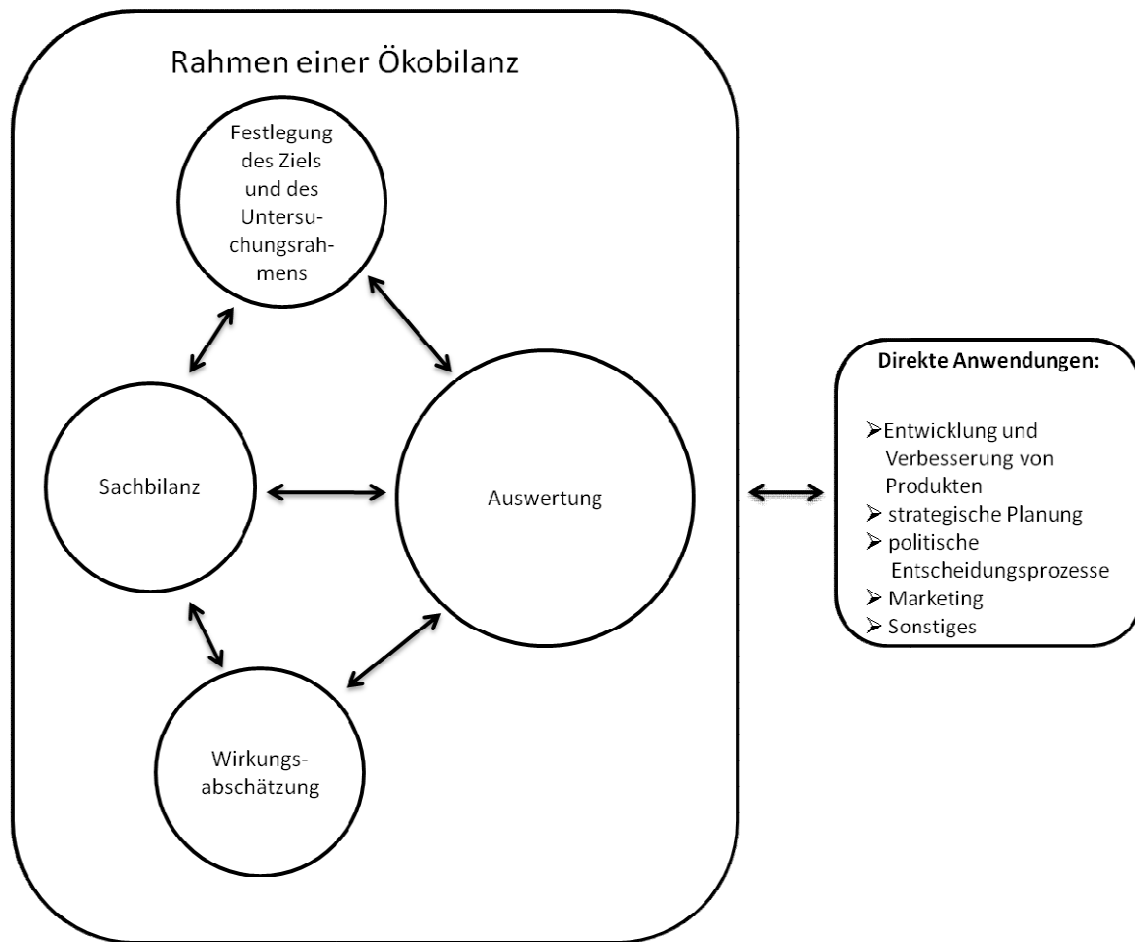 Rahmen einer Ökobilanz
Festlegung
des Ziels
und des
Untersu-
chungsrah-
mens
Sachbilanz
Auswertung
Wirkungs-
abschätzung
Direkte Anwendungen:
➢Entwicklung und
Verbesserung von
Produkten
➢ strategische Planung
➢ politische
Entscheidungsprozesse
➢ Marketing
➢ Sonstiges